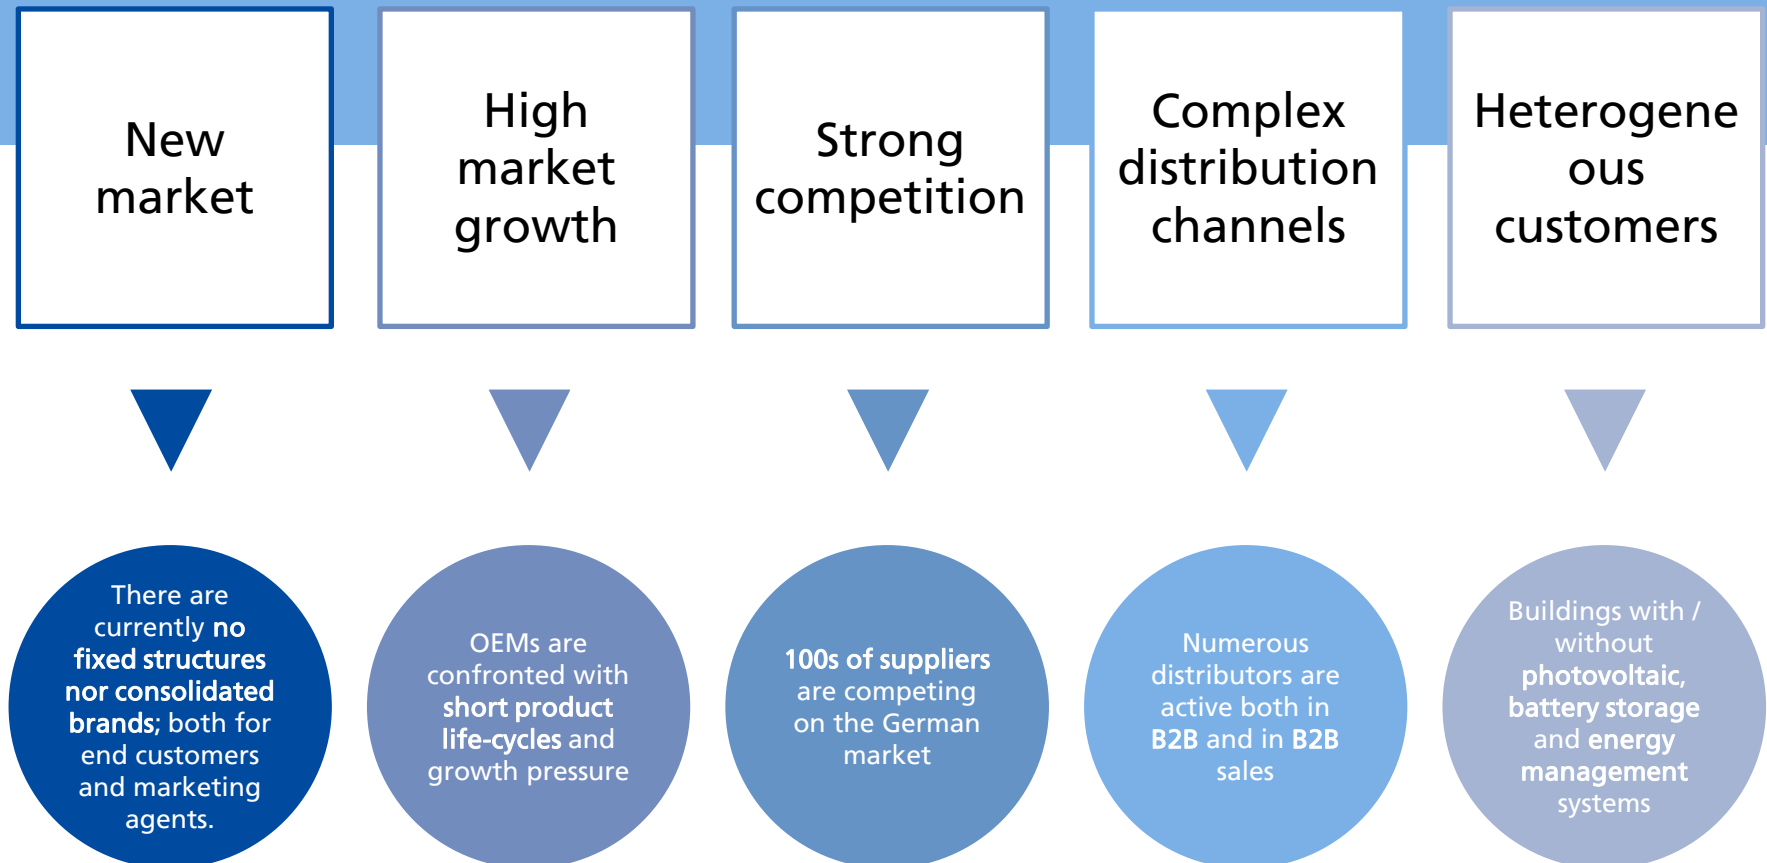 New
market
High
market
growth
Strong
competition
Complex
distribution
channels
Heterogene
ous
customers
There are
currently no
fixed structures
nor consolidated
brands; both for
end customers
and marketing
agents.
OEMs are
confronted with
short product
life-cycles and
growth pressure
100s of suppliers
are competing
on the German
market
Numerous
distributors are
active both in
B2B and in B2B
sales
Buildings with /
without
photovoltaic,
battery storage
and energy
management
systems